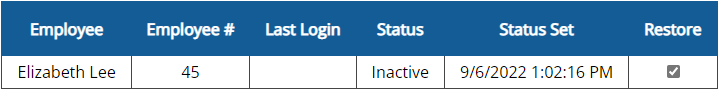 Employee Employee # Last Login Status Status Set Restore
Elizabeth Lee 45 Inactive 9/6/2022 1:02:16 PM